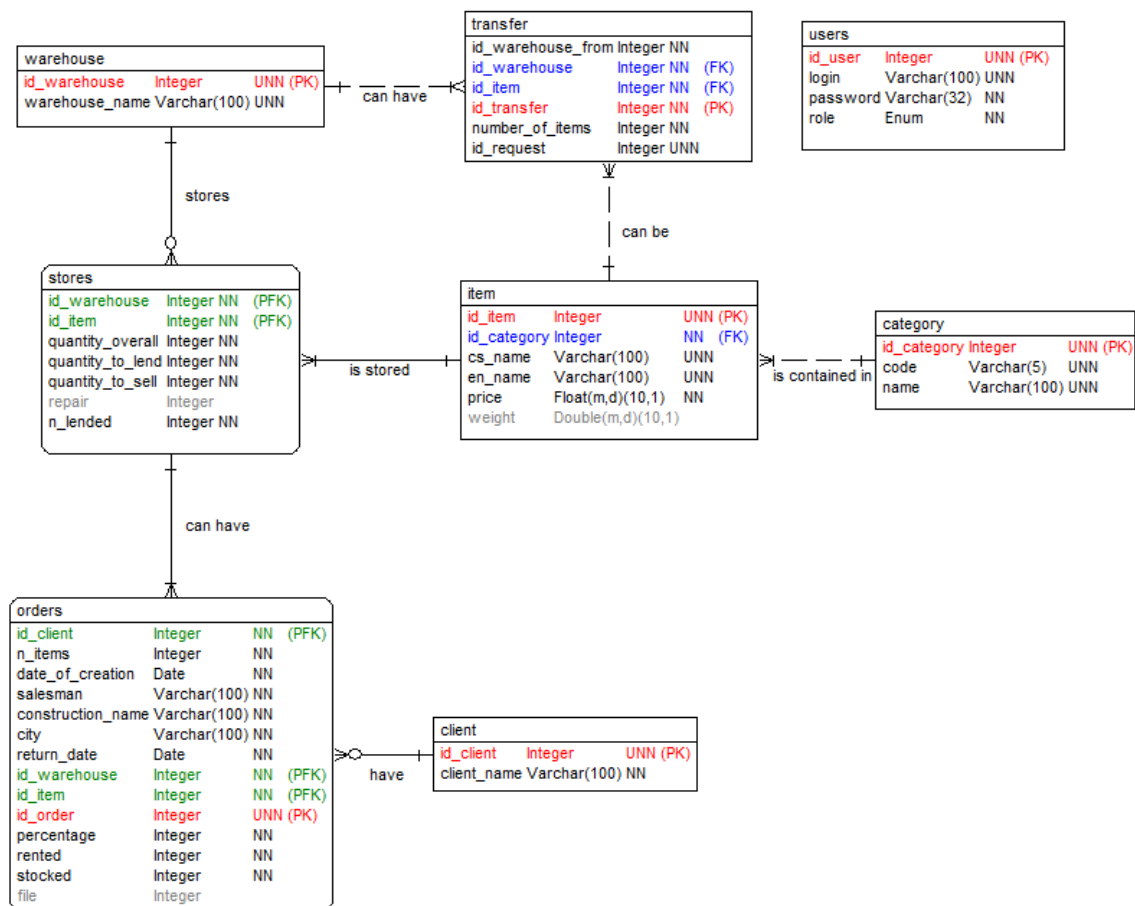 transfer
id_warehouse_from Integer NN
id_warehouse Integer NN (FK)
id_item Integer NN (FK)
id_transfer Integer NN (PK)
number_of_items Integer NN
id_request Integer UNN
users
id_user Integer UNN (PK)
login Varchar(100) UNN
password Varchar(32) NN
role Enum NN
warehouse
id_warehouse Integer UNN (PK)
warehouse_name Varchar(100) UNN
can have
stores
can be
stores
id_warehouse Integer NN (PFK)
id_item Integer NN (PFK)
quantity_overall Integer NN
quantity_to_lend Integer NN
quantity_to_sell Integer NN
repair Integer
n_lended Integer NN
is stored
item
id_item Integer UNN (PK)
id_category Integer NN (FK)
cs_name Varchar(100) UNN
en_name Varchar(100) UNN
price Float(m,d)(10,1) NN
weight Double(m,d)(10,1)
is contained in
category
id_category Integer UNN (PK)
code Varchar(5) UNN
name Varchar(100) UNN
can have
orders
id_client Integer NN (PFK)
n_items Integer NN
date_of_creation Date NN
salesman Varchar(100) NN
construction_name Varchar(100) NN
city Varchar(100) NN
return_date Date NN
id_warehouse Integer NN (PFK)
id_item Integer NN (PFK)
id_order Integer UNN (PK)
percentage Integer NN
rented Integer NN
stocked Integer NN
file Integer
have
client
id_client Integer UNN (PK)
client_name Varchar(100) NN